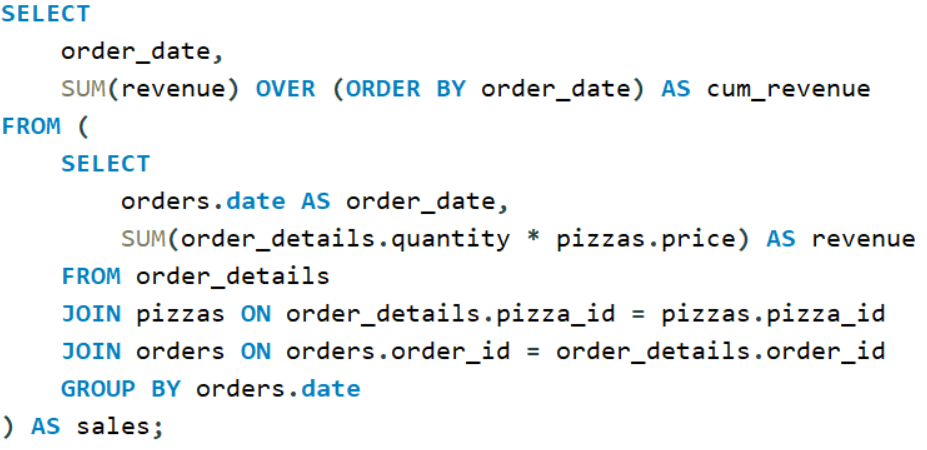 SELECT
    order_date,
    SUM(revenue) OVER (ORDER BY order_date) AS cum_revenue
FROM (
    SELECT
        orders.date AS order_date,
        SUM(order_details.quantity * pizzas.price) AS revenue
    FROM order_details
    JOIN pizzas ON order_details.pizza_id = pizzas.pizza_id
    JOIN orders ON orders.order_id = order_details.order_id
    GROUP BY orders.date
) AS sales;